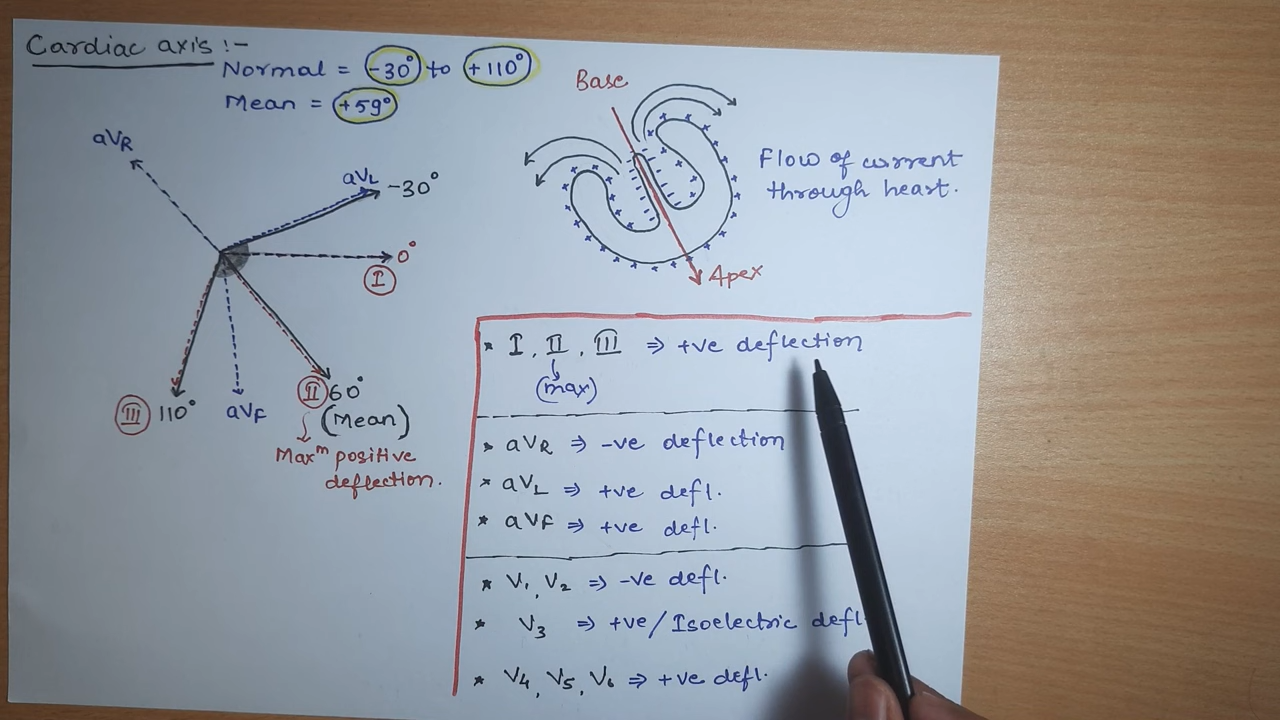 Cardiac axis :-
Normal = -30° to +110°
Mean = +59°
aVR
aVL -30°
0°
I
III 110°
aVF
II 60°
(Mean)
Maxᵐ positive
deflection.
Base
Apex
Flow of current
through heart.
* I, II, III ⇒ +ve deflection
(max)
* aVR ⇒ -ve deflection
* aVL ⇒ +ve defl.
* aVF ⇒ +ve defl.
* V1, V2 ⇒ -ve defl.
* V3 ⇒ +ve/Isoelectric defl
* V4, V5, V6 ⇒ +ve defl.